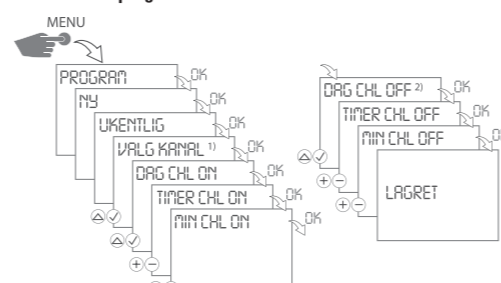 MENU
PROGRAM
OK
NY
OK
UKENTLIG
OK
VALG KANAL 1)
OK
DAG CHL ON
OK
TIMER CHL ON
OK
MIN CHL ON
OK
DAG CHL OFF 2)
OK
TIMER CHL OFF
OK
MIN CHL OFF
OK
LAGRET